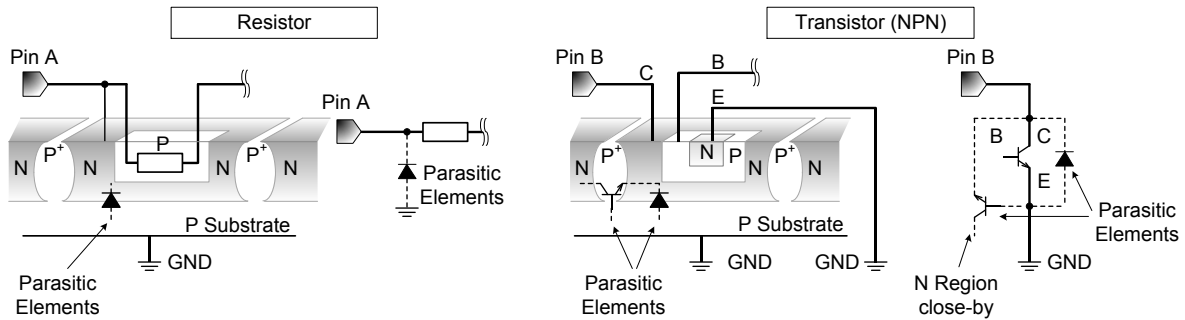 Resistor
Transistor (NPN)
Pin A
Pin A
N
P⁺
N
P
N
P⁺
N
Parasitic
Elements
P Substrate
GND
Parasitic
Elements
Pin B
C
B
E
N
P⁺
N
N
P
N
P⁺
N
P Substrate
GND
GND
Parasitic
Elements
Pin B
B
C
E
Parasitic
Elements
GND
N Region
close-by